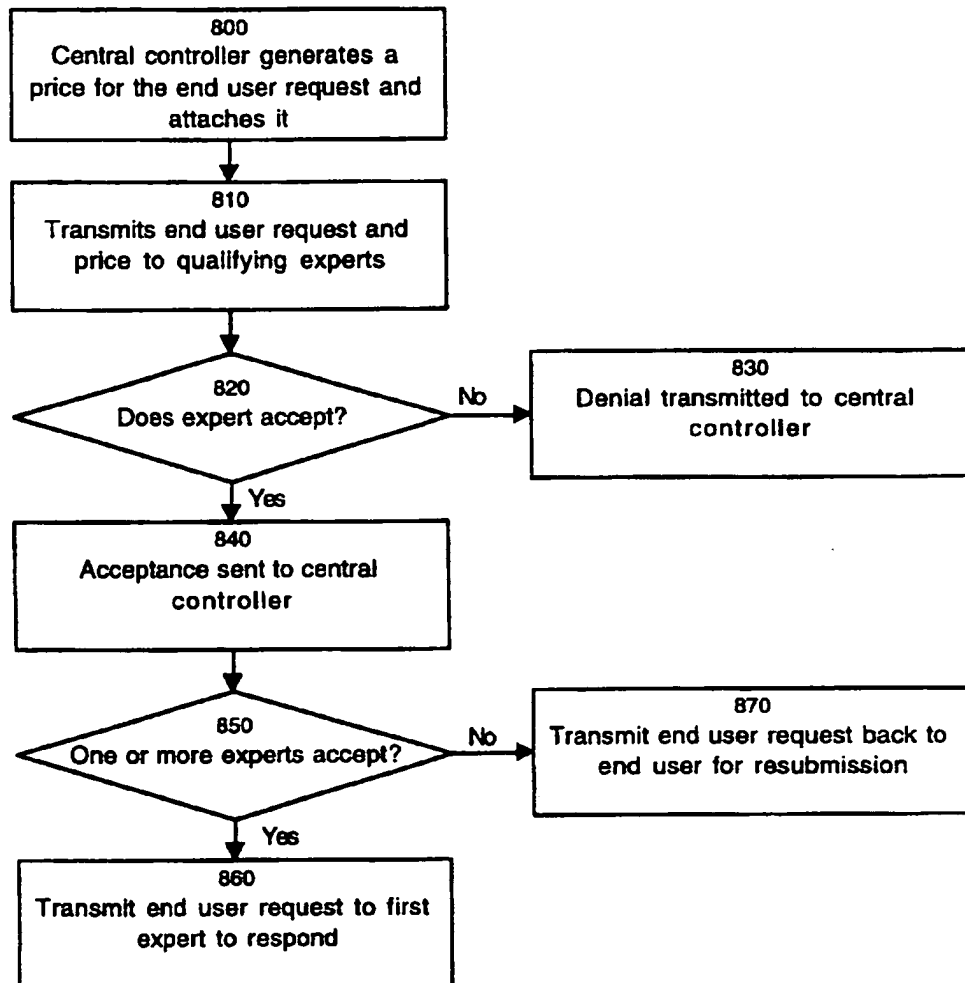 800
Central controller generates a
price for the end user request and
attaches it
810
Transmits end user request and
price to qualifying experts
820
Does expert accept?
No
830
Denial transmitted to central
controller
Yes
840
Acceptance sent to central
controller
850
One or more experts accept?
No
870
Transmit end user request back to
end user for resubmission
Yes
860
Transmit end user request to first
expert to respond